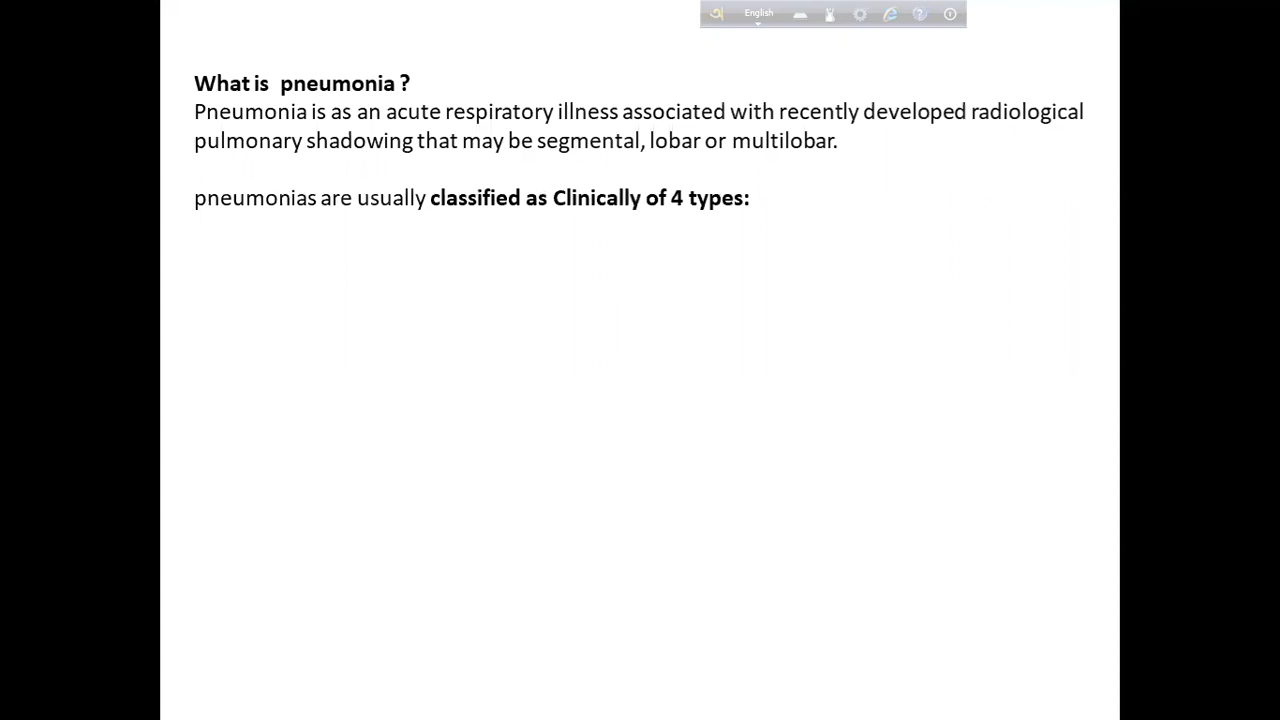 অ English
What is pneumonia ?
Pneumonia is as an acute respiratory illness associated with recently developed radiological
pulmonary shadowing that may be segmental, lobar or multilobar.
pneumonias are usually classified as Clinically of 4 types: